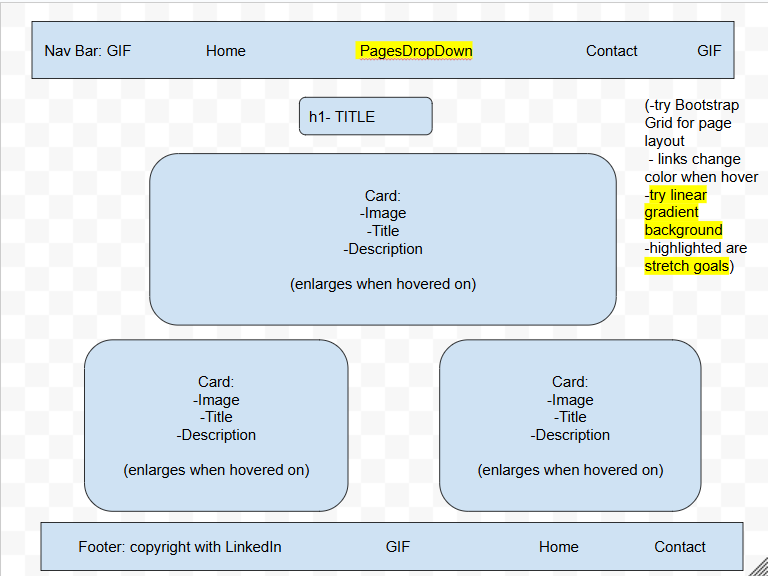 Nav Bar: GIF Home PagesDropDown Contact GIF
h1- TITLE
(-try Bootstrap
Grid for page
layout
- links change
color when hover
-try linear
gradient
background
-highlighted are
stretch goals)
Card:
-Image
-Title
-Description
(enlarges when hovered on)
Card:
-Image
-Title
-Description
(enlarges when hovered on)
Card:
-Image
-Title
-Description
(enlarges when hovered on)
Footer: copyright with LinkedIn GIF Home Contact